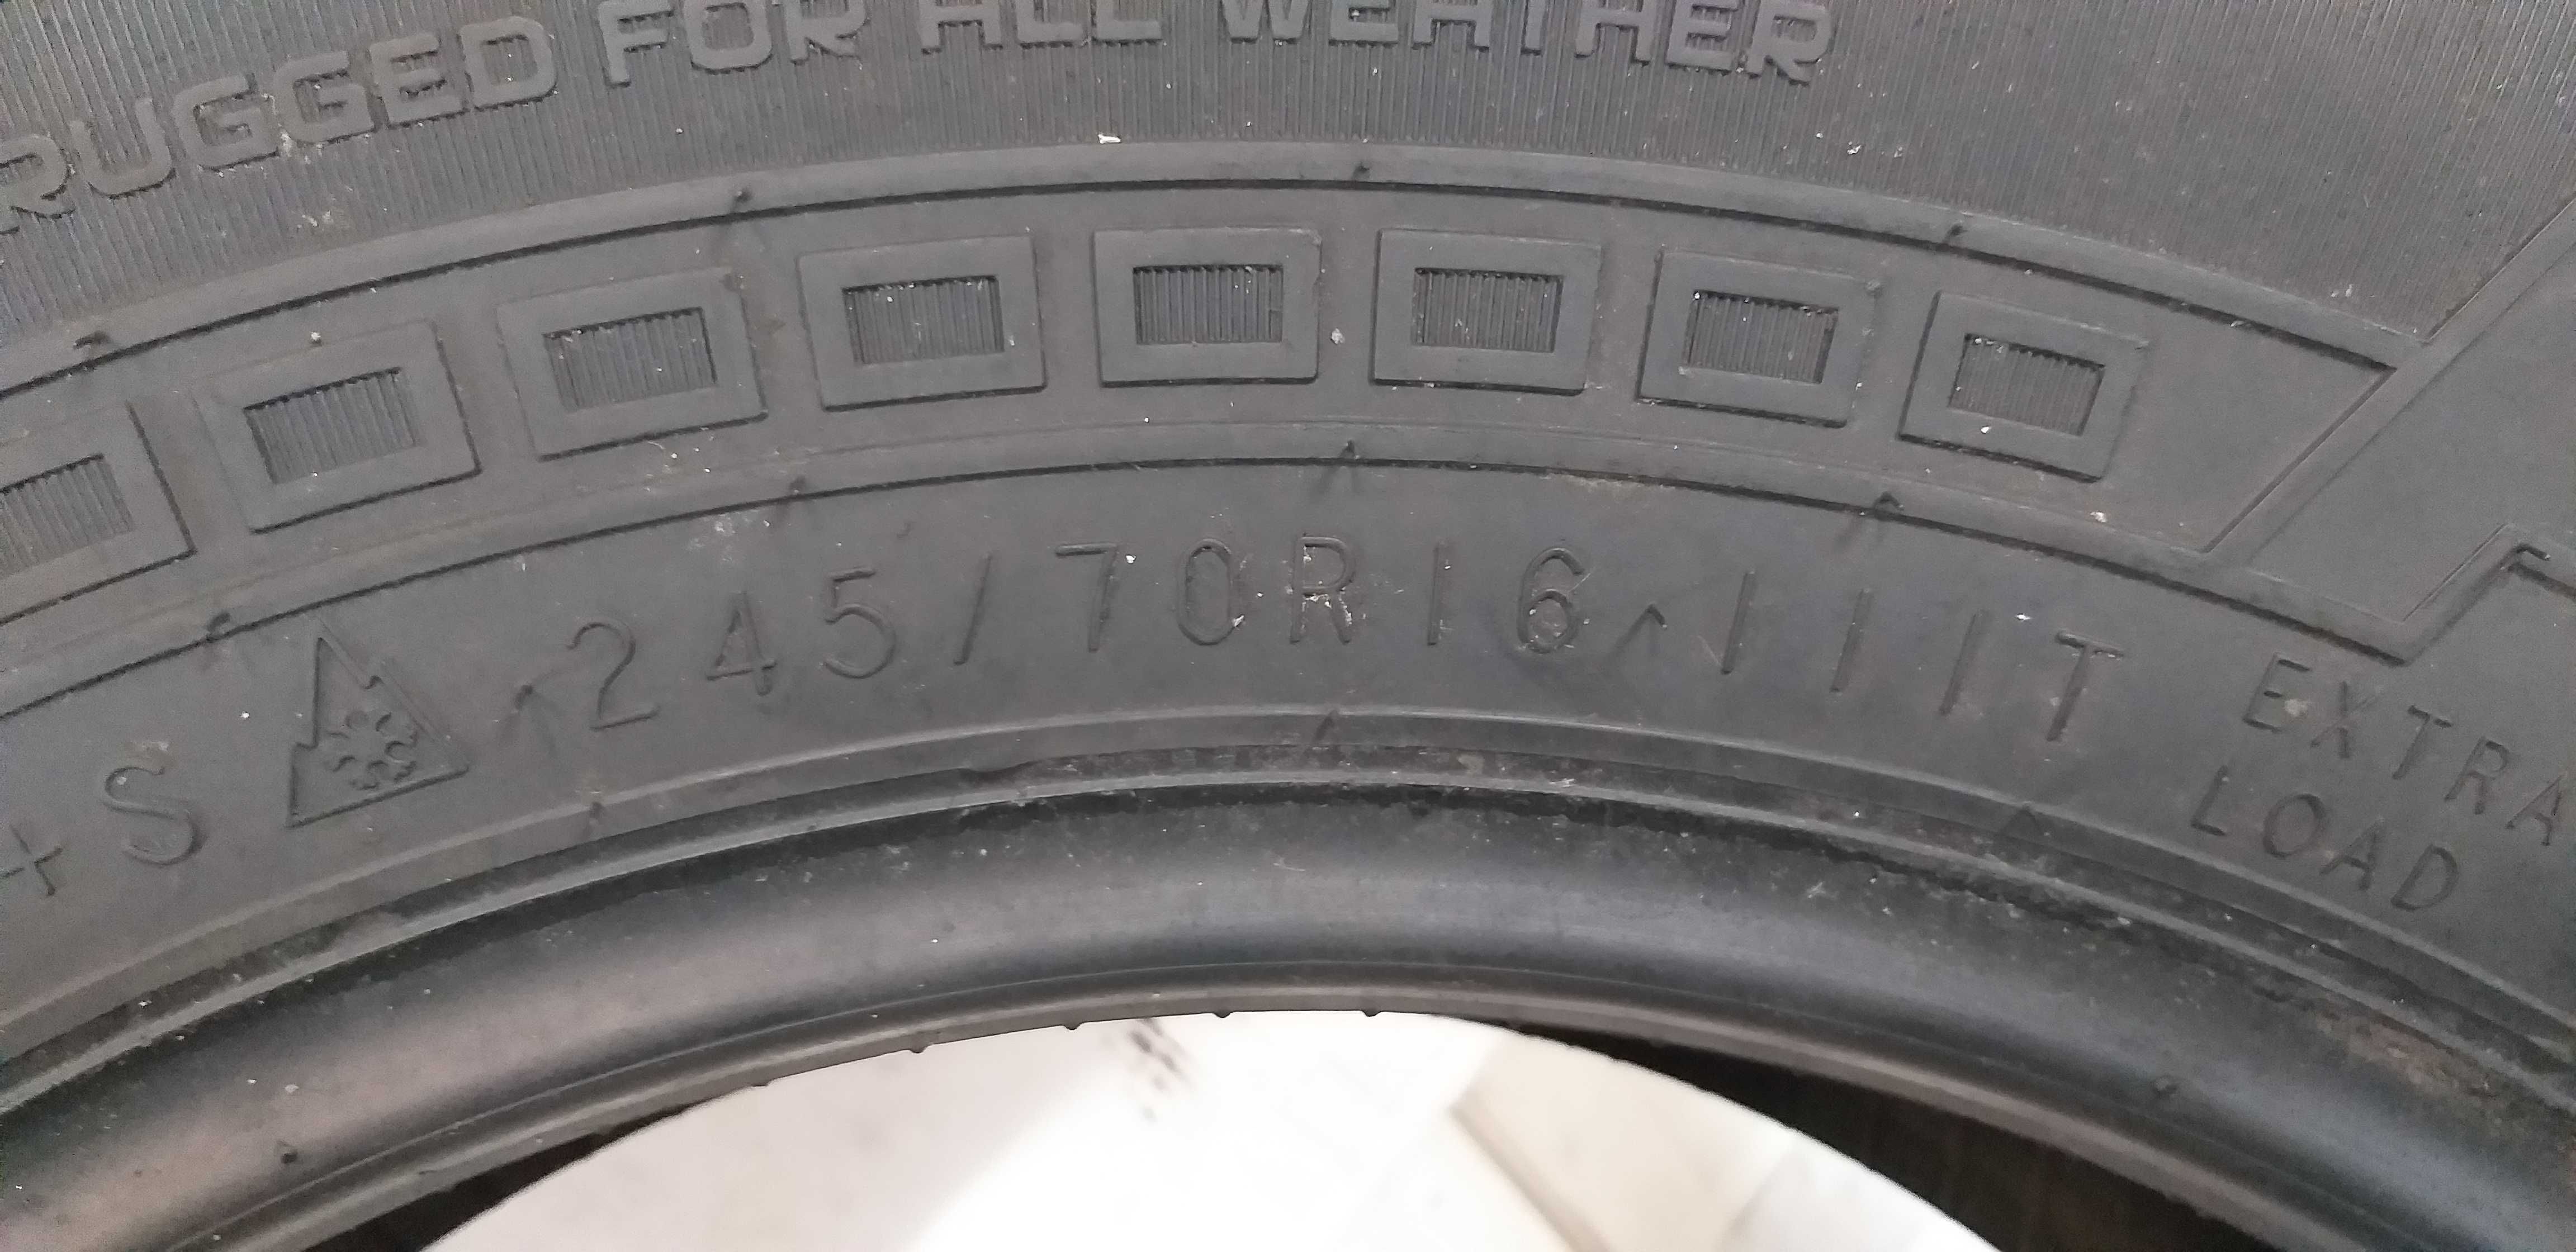 RUGGED FOR ALL WEATHER
+S 245/70R16 111T EXTRA
LOAD